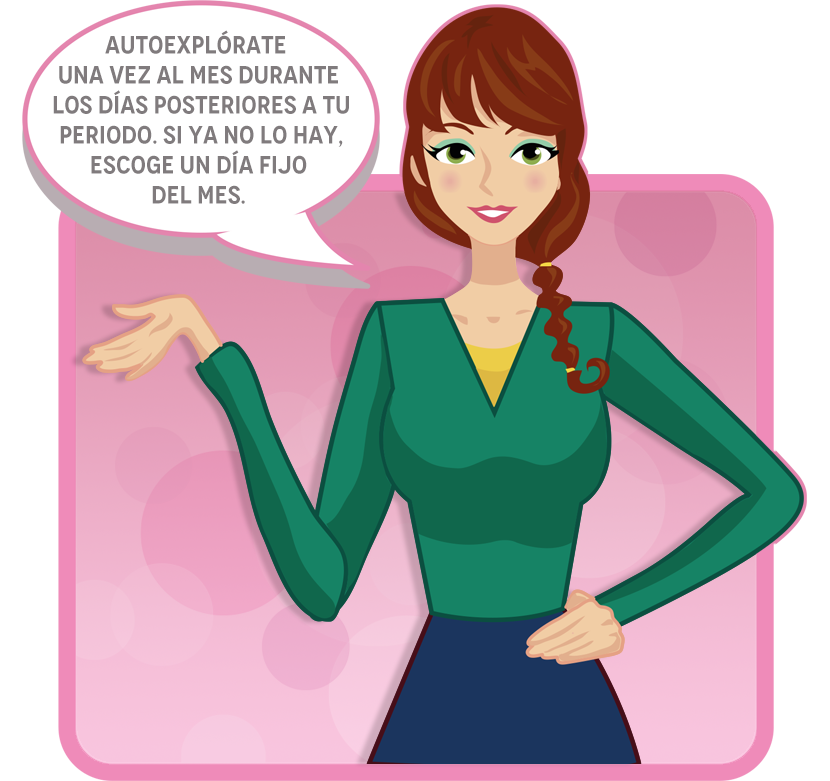 AUTOEXPLÓRATE
UNA VEZ AL MES DURANTE
LOS DÍAS POSTERIORES A TU
PERIODO. SI YA NO LO HAY,
ESCOGE UN DÍA FIJO
DEL MES.